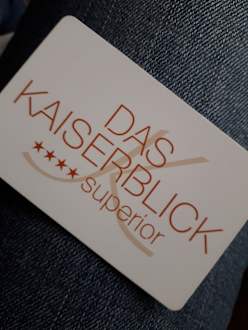 DAS
KAISERBLICK
★★★★ superior